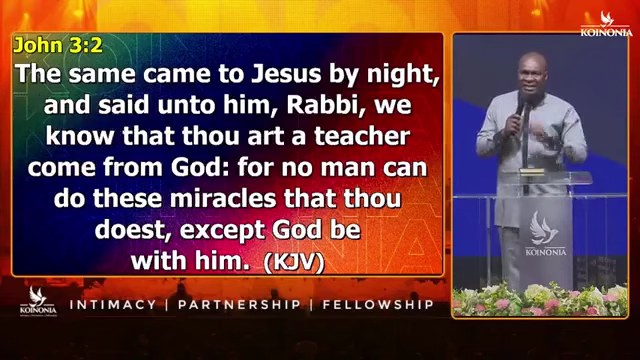 John 3:2
The same came to Jesus by night,
and said unto him, Rabbi, we
know that thou art a teacher
come from God: for no man can
do these miracles that thou
doest, except God be
with him. (KJV)
KOINONIA
KOINONIA
KOINONIA
INTIMACY | PARTNERSHIP | FELLOWSHIP